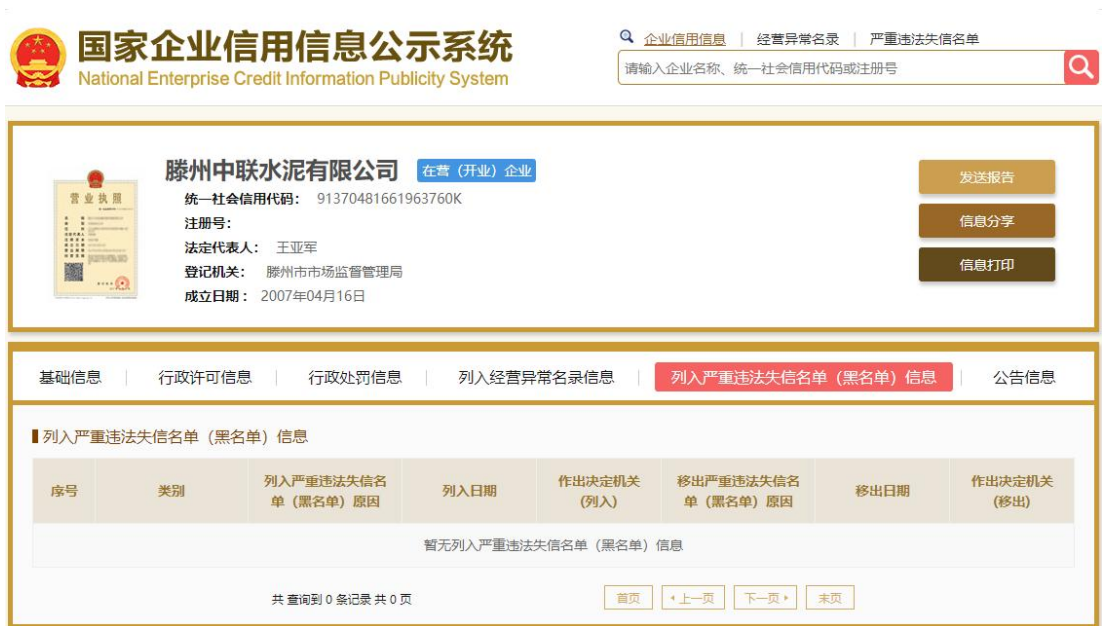 国家企业信用信息公示系统
National Enterprise Credit Information Publicity System
企业信用信息 | 经营异常名录 | 严重违法失信名单
请输入企业名称、统一社会信用代码或注册号
营业执照
滕州中联水泥有限公司 在营（开业）企业
统一社会信用代码： 91370481661963760K
注册号：
法定代表人： 王亚军
登记机关： 滕州市市场监督管理局
成立日期： 2007年04月16日
发送报告
信息分享
信息打印
基础信息 | 行政许可信息 | 行政处罚信息 | 列入经营异常名录信息 | 列入严重违法失信名单（黑名单）信息 | 公告信息
列入严重违法失信名单（黑名单）信息
序号 类别 列入严重违法失信名单（黑名单）原因 列入日期 作出决定机关(列入) 移出严重违法失信名单（黑名单）原因 移出日期 作出决定机关(移出)
暂无列入严重违法失信名单（黑名单）信息
共 查询到 0 条记录 共 0 页 首页 上一页 下一页 末页